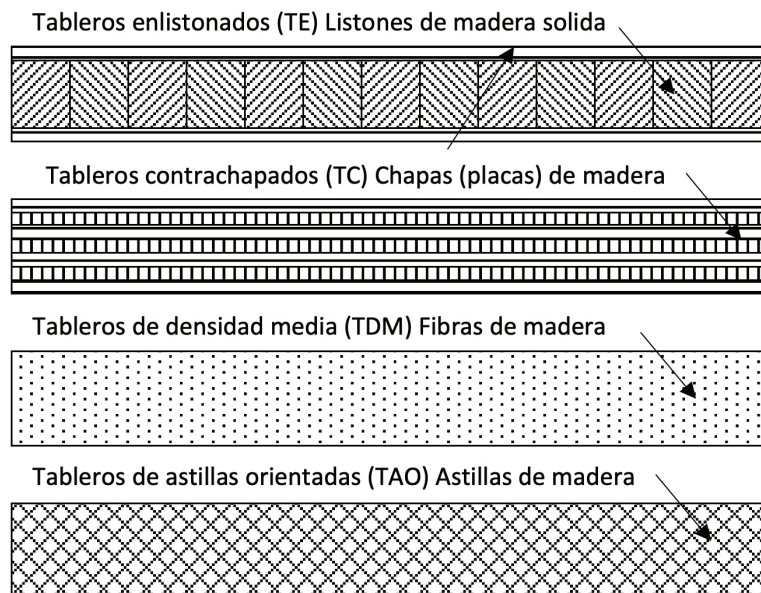 Tableros enlistonados (TE) Listones de madera solida
Tableros contrachapados (TC) Chapas (placas) de madera
Tableros de densidad media (TDM) Fibras de madera
Tableros de astillas orientadas (TAO) Astillas de madera